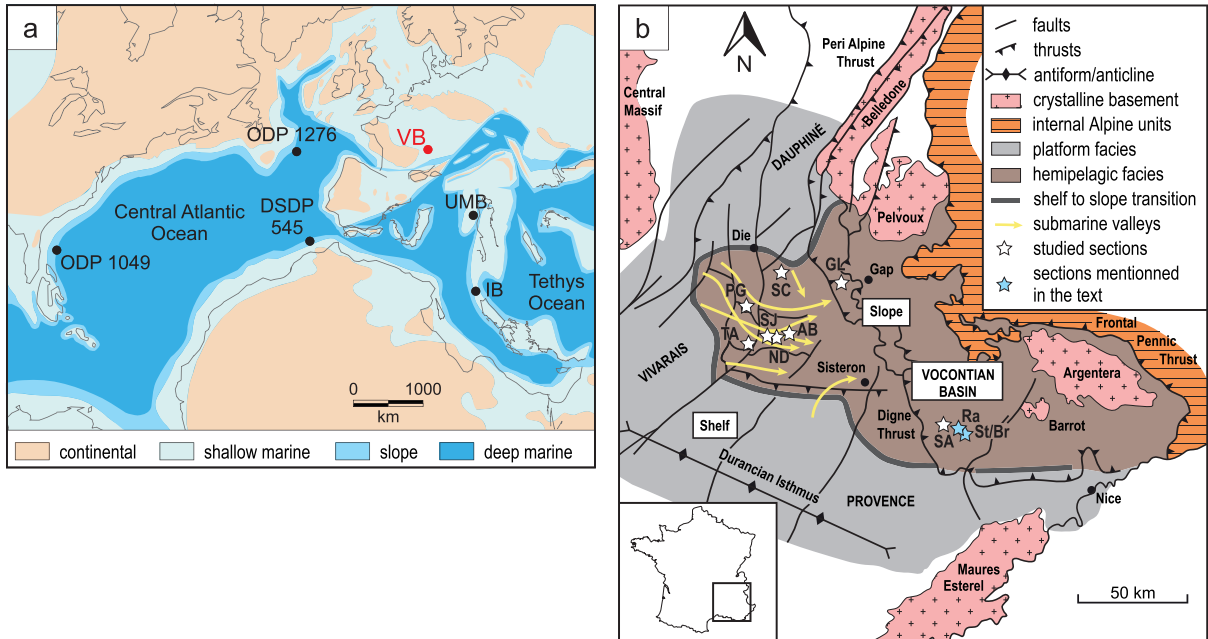 a
ODP 1276
VB
Central Atlantic
Ocean
DSDP
545
UMB
ODP 1049
IB
Tethys
Ocean
0
1000
km
continental
shallow marine
slope
deep marine
b
N
Peri Alpine
Thrust
Central
Massif
Belledone
DAUPHINÉ
Pelvoux
Die
GL
Gap
SC
PG
Slope
SJ
AB
TA
ND
VIVARAIS
Sisteron
VOCONTIAN
BASIN
Frontal
Pennic
Thrust
Argentera
Barrot
Digne
Thrust
Ra
SA
St/Br
Shelf
Durancian Isthmus
PROVENCE
Nice
Maures
Esterel
50 km
faults
thrusts
antiform/anticline
crystalline basement
internal Alpine units
platform facies
hemipelagic facies
shelf to slope transition
submarine valleys
studied sections
sections mentionned
in the text